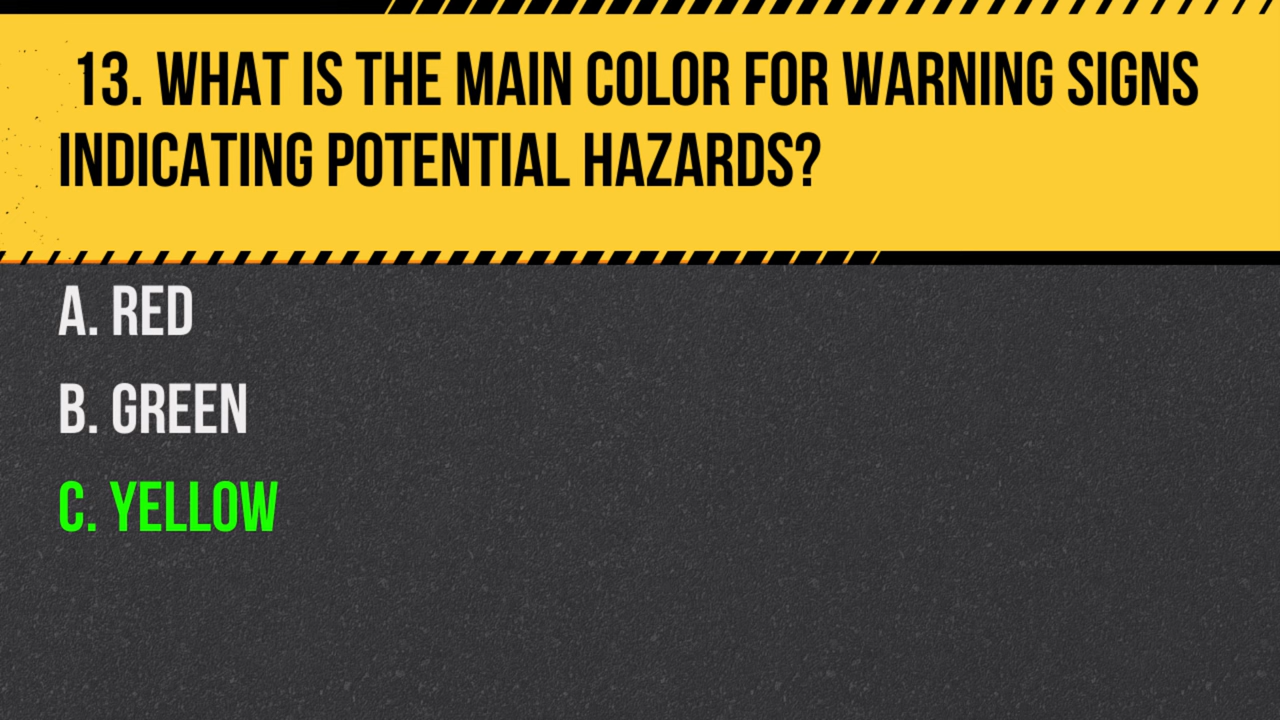 13. WHAT IS THE MAIN COLOR FOR WARNING SIGNS
INDICATING POTENTIAL HAZARDS?
A. RED
B. GREEN
C. YELLOW